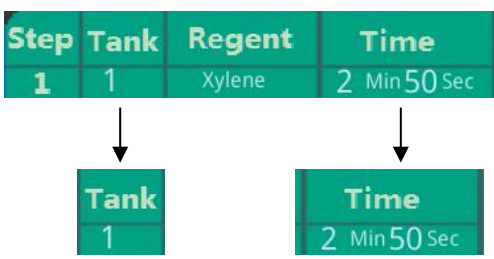 Step Tank Regent Time
1 1 Xylene 2 Min 50 Sec
Tank Time
1 2 Min 50 Sec